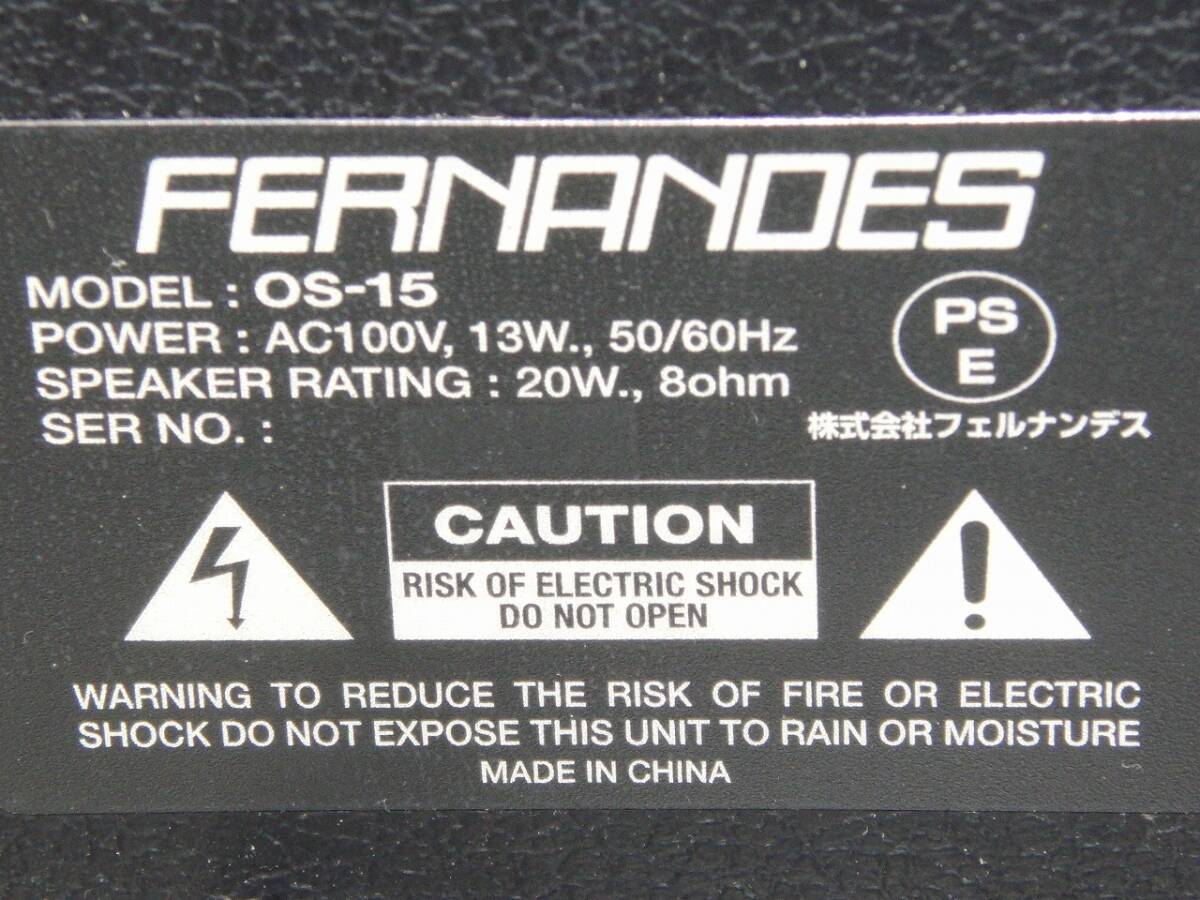 FERNANDES
MODEL : OS-15
POWER : AC100V, 13W., 50/60Hz
SPEAKER RATING : 20W., 8ohm
SER NO. :
PS
E
株式会社フェルナンデス
CAUTION
RISK OF ELECTRIC SHOCK
DO NOT OPEN
WARNING TO REDUCE THE RISK OF FIRE OR ELECTRIC
SHOCK DO NOT EXPOSE THIS UNIT TO RAIN OR MOISTURE
MADE IN CHINA